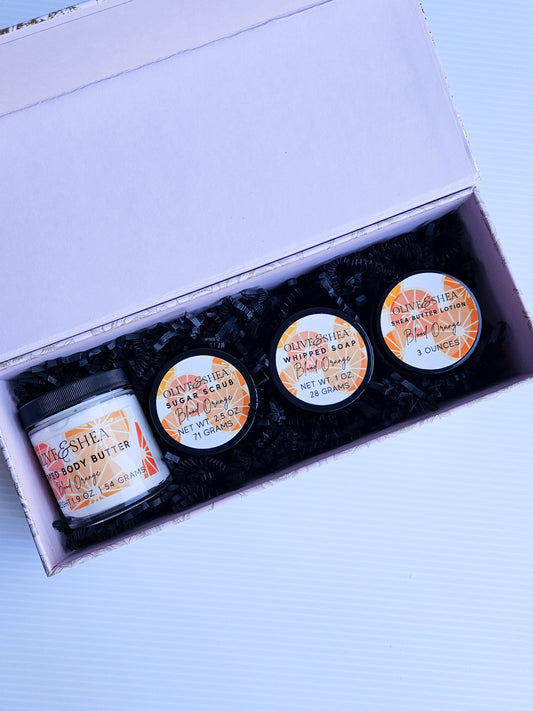 OLIVE&SHEA
BODY BUTTER
Blood Orange
1.9 OZ. | 54 GRAMS
OLIVE&SHEA
SUGAR SCRUB
Blood Orange
NET WT. 2.5 OZ
71 GRAMS
OLIVE&SHEA
WHIPPED SOAP
Blood Orange
NET WT. 1 OZ
28 GRAMS
OLIVE&SHEA
SHEA BUTTER LOTION
Blood Orange
3 OUNCES